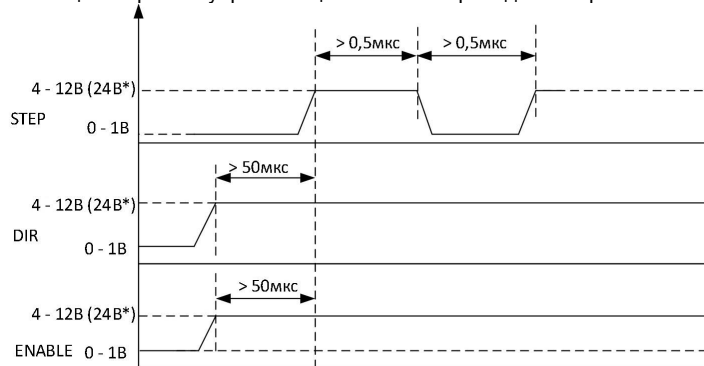 > 0,5мкс > 0,5мкс
4 - 12В (24В*)
STEP
0 - 1В
> 50мкс
4 - 12В (24В*)
DIR
0 - 1В
> 50мкс
4 - 12В (24В*)
ENABLE 0 - 1В